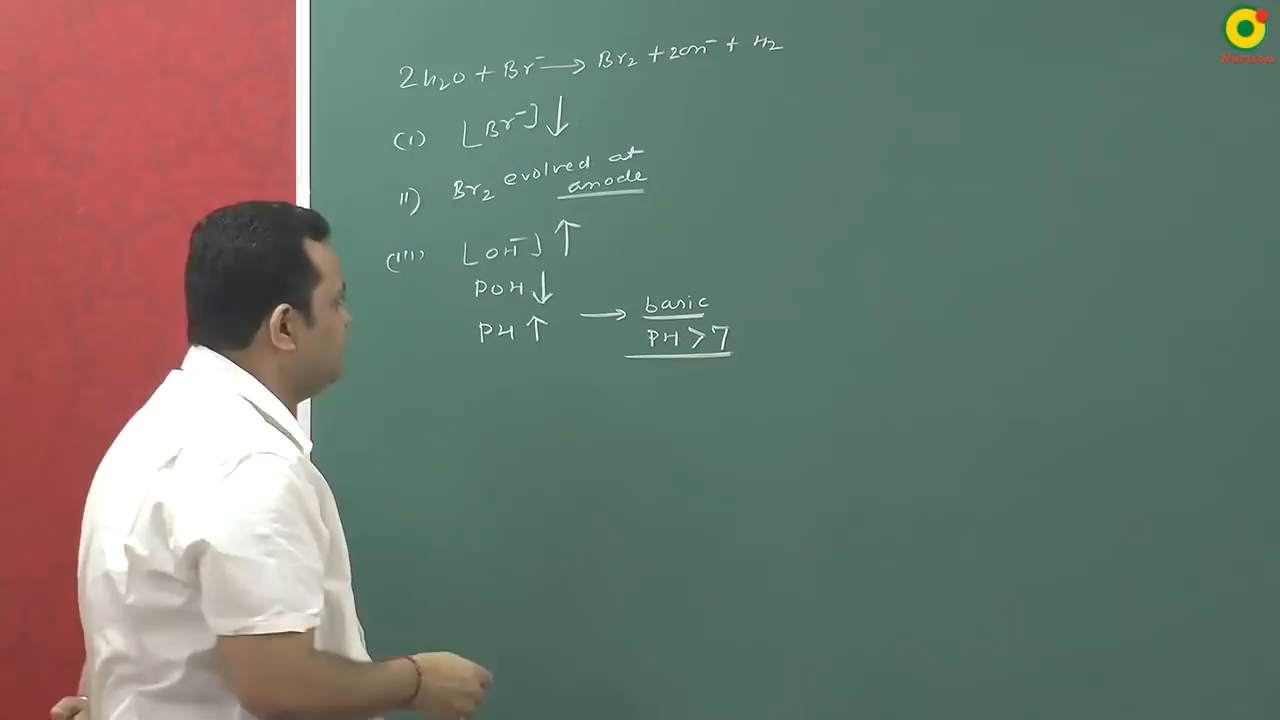 2H₂O + Br⁻ → Br₂ + 2OH⁻ + H₂
(i) [Br⁻] ↓
ii) Br₂ evolved at
anode
(iii) [OH⁻] ↑
POH ↓
PH ↑ → basic
PH > 7
Nucleon